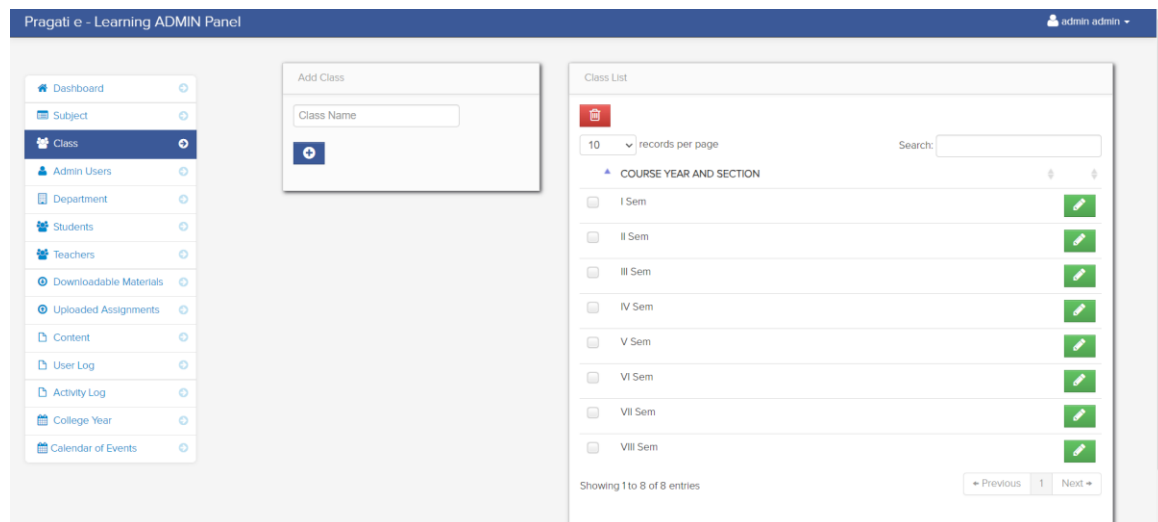 Pragati e - Learning ADMIN Panel
admin admin
Dashboard
Subject
Class
Admin Users
Department
Students
Teachers
Downloadable Materials
Uploaded Assignments
Content
User Log
Activity Log
College Year
Calendar of Events
Add Class
Class Name
Class List
10 records per page
Search:
COURSE YEAR AND SECTION
I Sem
II Sem
III Sem
IV Sem
V Sem
VI Sem
VII Sem
VIII Sem
Showing 1 to 8 of 8 entries
← Previous 1 Next →